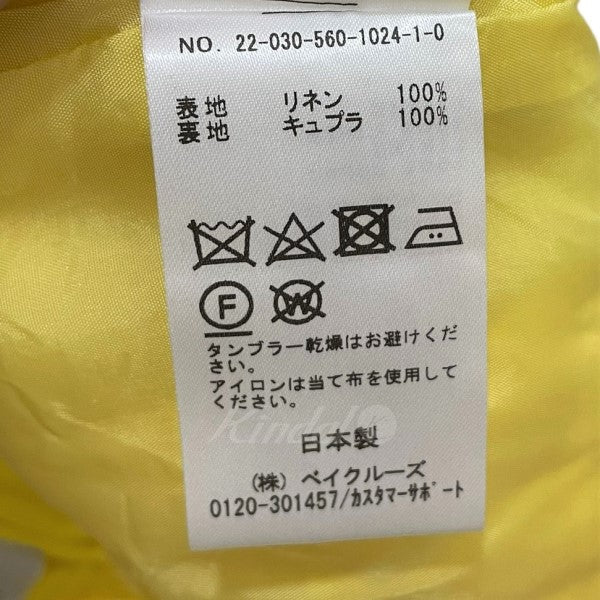 NO. 22-030-560-1024-1-0
表地 リネン 100%
裏地 キュプラ 100%
F
W
タンブラー乾燥はお避けくだ
さい。
アイロンは当て布を使用して
ください。
Kindal
日本製
(株) ベイクルーズ
0120-301457/カスタマーサポート